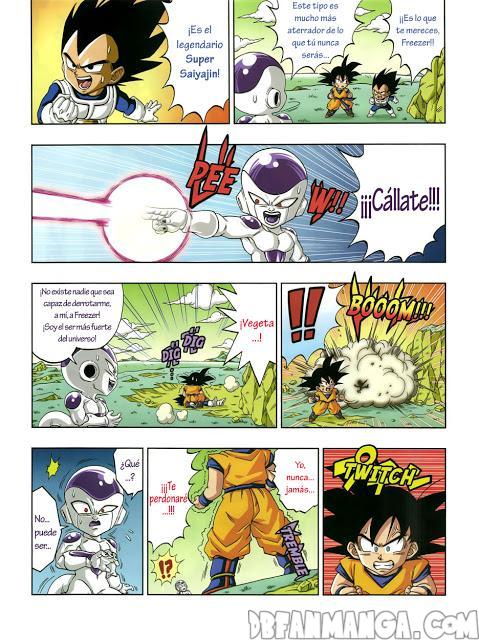 ¡Es el
legendario
Super
Saiyajin!
Este tipo es
mucho más
aterrador de lo
que tú nunca
serás...
¡¡Es lo que
te mereces,
Freezer!!
PEE
W!!
¡¡¡Cállate!!!
¡No existe nadie que sea
capaz de derrotarme,
a mí, a Freezer!
¡Soy el ser más fuerte
del universo!
DIG
DIG
¡Vegeta
...!
!!
BOOOM!!!
¿Qué
...?
No...
puede
ser...
Yo,
nunca...
jamás...
¡¡¡Te
perdonaré
...!!!
!?
TREMBLE
TWITCH
DBFANMANGA.COM